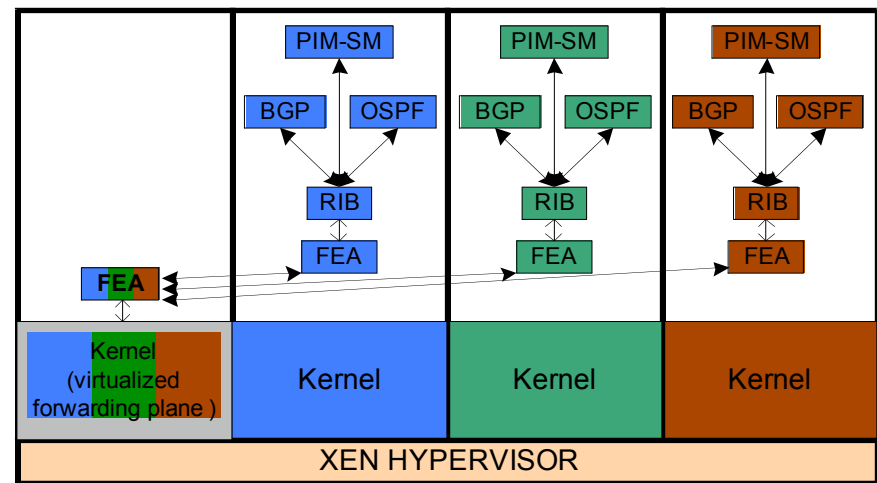 PIM-SM PIM-SM PIM-SM
BGP OSPF BGP OSPF BGP OSPF
RIB RIB RIB
FEA FEA FEA
FEA
Kernel
(virtualized
forwarding plane )
Kernel Kernel Kernel
XEN HYPERVISOR